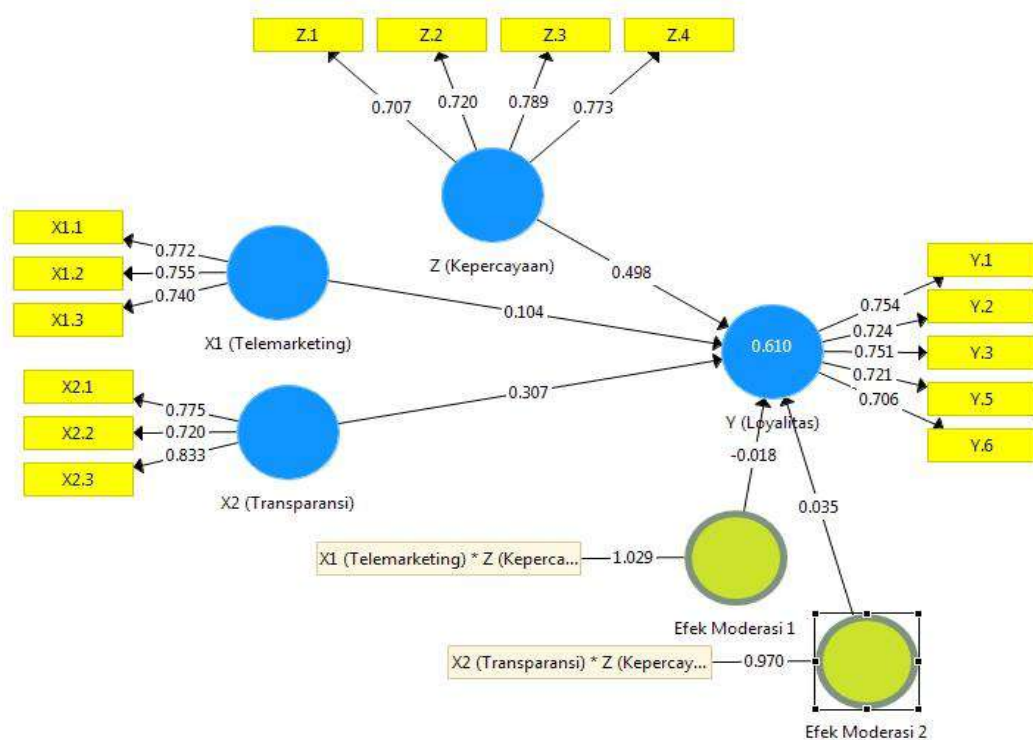 Z.1
Z.2
Z.3
Z.4
0.707
0.720
0.789
0.773
Z (Kepercayaan)
0.498
X1.1
X1.2
X1.3
0.772
0.755
0.740
X1 (Telemarketing)
0.104
X2.1
X2.2
X2.3
0.775
0.720
0.833
X2 (Transparansi)
0.307
0.610
Y (Loyalitas)
0.754
0.724
0.751
0.721
0.706
Y.1
Y.2
Y.3
Y.5
Y.6
-0.018
0.035
X1 (Telemarketing) * Z (Keperca...
1.029
Efek Moderasi 1
X2 (Transparansi) * Z (Kepercay...
0.970
Efek Moderasi 2